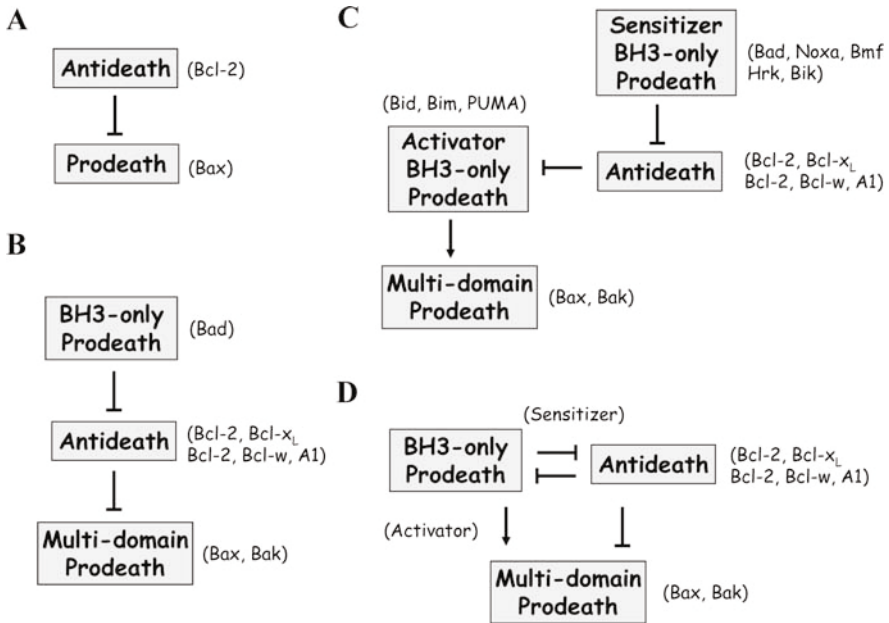 A
Antideath (Bcl-2)
Prodeath (Bax)
B
BH3-only
Prodeath (Bad)
Antideath (Bcl-2, Bcl-xL
Bcl-2, Bcl-w, A1)
Multi-domain
Prodeath (Bax, Bak)
C
Sensitizer
BH3-only
Prodeath
(Bad, Noxa, Bmf
Hrk, Bik)
(Bid, Bim, PUMA)
Activator
BH3-only
Prodeath
Antideath (Bcl-2, Bcl-xL
Bcl-2, Bcl-w, A1)
Multi-domain
Prodeath (Bax, Bak)
D
(Sensitizer)
BH3-only
Prodeath
Antideath (Bcl-2, Bcl-xL
Bcl-2, Bcl-w, A1)
(Activator)
Multi-domain
Prodeath (Bax, Bak)